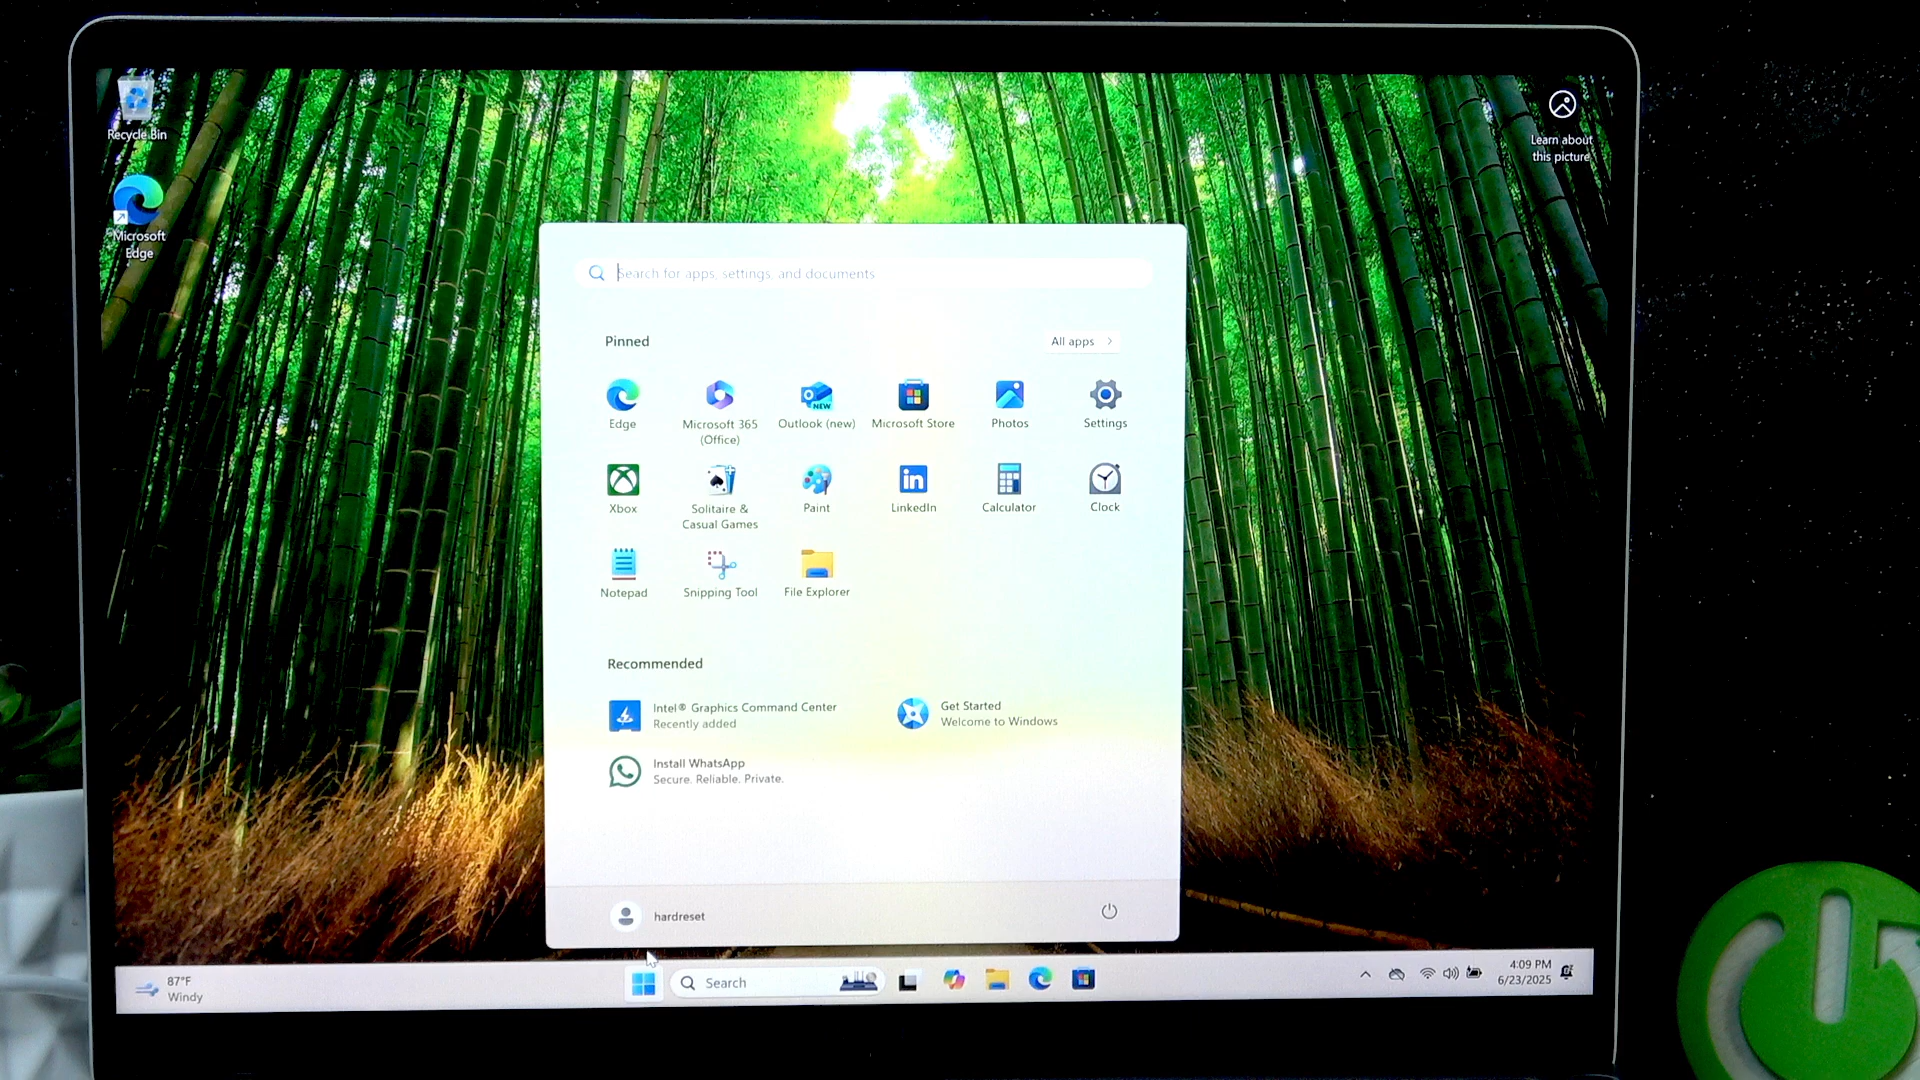 Recycle Bin
Microsoft
Edge
Learn about
this picture
Search for apps, settings, and documents
Pinned
All apps
Edge
Microsoft 365
(Office)
Outlook (new)
NEW
Microsoft Store
Photos
Settings
Xbox
Solitaire &
Casual Games
Paint
in
LinkedIn
Calculator
Clock
Notepad
Snipping Tool
File Explorer
Recommended
Intel® Graphics Command Center
Recently added
Get Started
Welcome to Windows
Install WhatsApp
Secure. Reliable. Private.
hardreset
87°F
Windy
Search
4:09 PM
6/23/2025